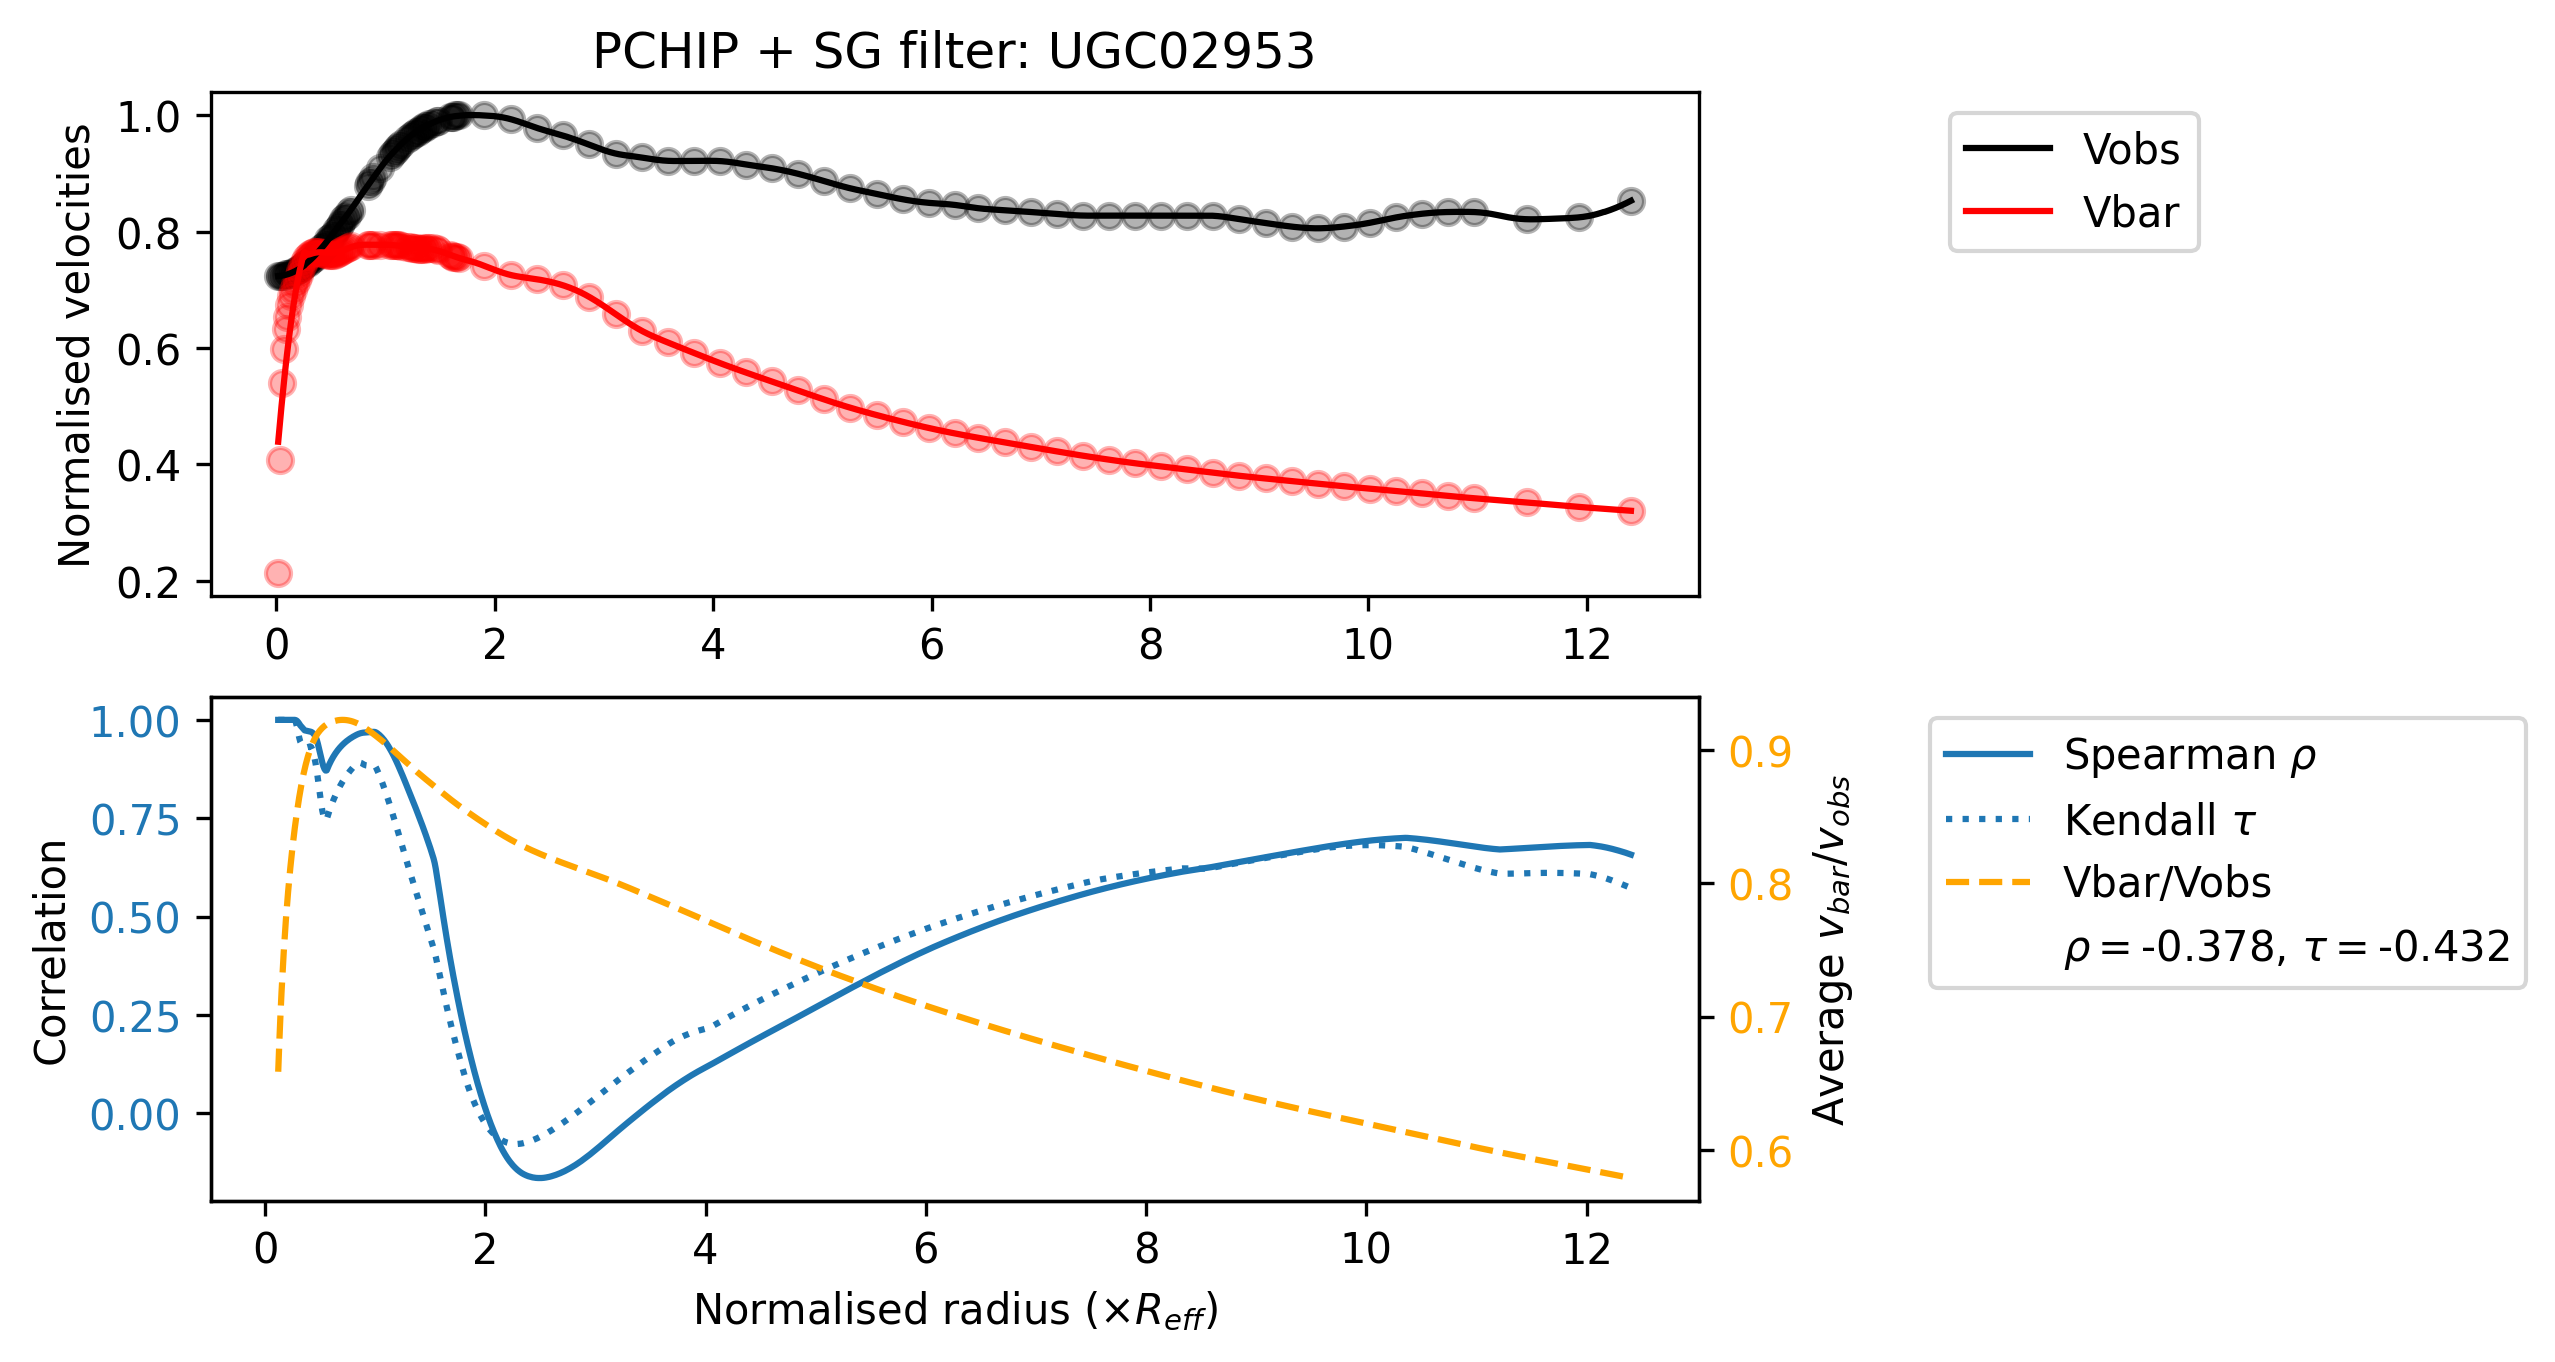 PCHIP + SG filter: UGC02953
Normalised velocities
1.0
0.8
0.6
0.4
0.2
0 2 4 6 8 10 12
Vobs
Vbar
Correlation
1.00
0.75
0.50
0.25
0.00
0.9
0.8
0.7
0.6
Average v_bar/v_obs
0 2 4 6 8 10 12
Normalised radius (×R_eff)
Spearman ρ
Kendall τ
Vbar/Vobs
ρ = -0.378, τ = -0.432